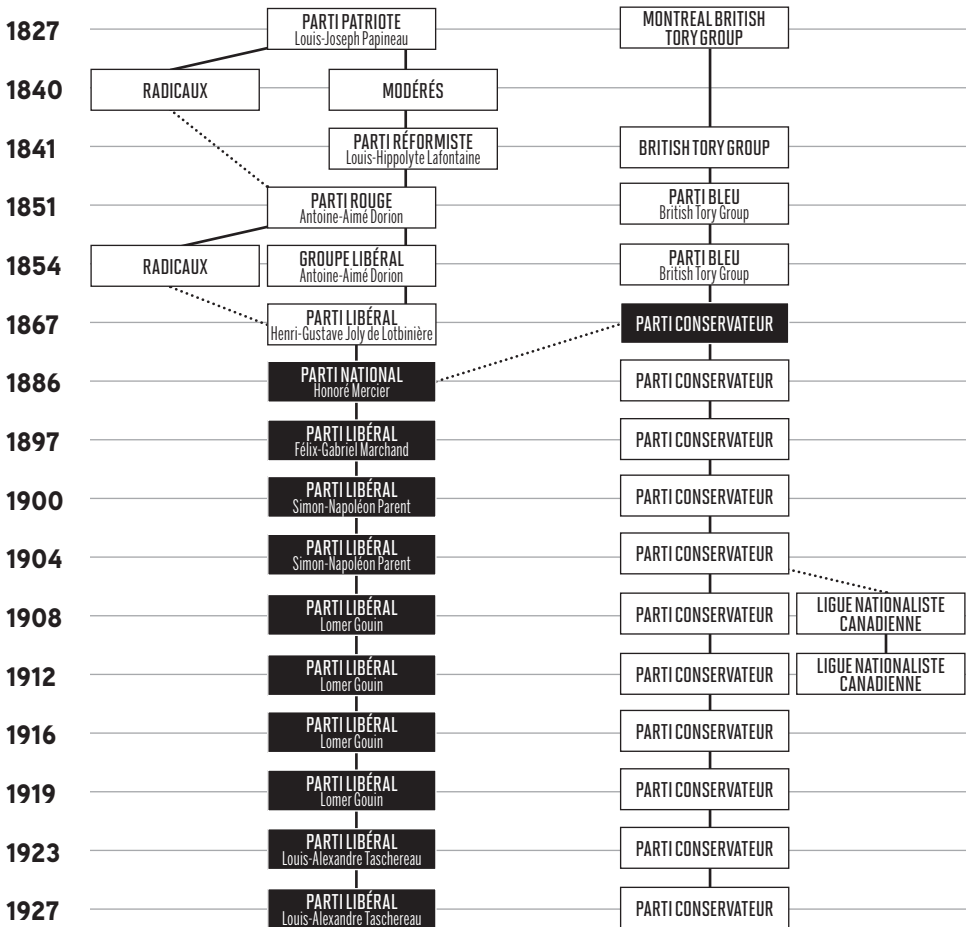 1827
PARTI PATRIOTE
Louis-Joseph Papineau
MONTREAL BRITISH
TORY GROUP
1840
RADICAUX
MODÉRÉS
1841
PARTI RÉFORMISTE
Louis-Hippolyte Lafontaine
BRITISH TORY GROUP
1851
PARTI ROUGE
Antoine-Aimé Dorion
PARTI BLEU
British Tory Group
1854
RADICAUX
GROUPE LIBÉRAL
Antoine-Aimé Dorion
PARTI BLEU
British Tory Group
1867
PARTI LIBÉRAL
Henri-Gustave Joly de Lotbinière
PARTI CONSERVATEUR
1886
PARTI NATIONAL
Honoré Mercier
PARTI CONSERVATEUR
1897
PARTI LIBÉRAL
Félix-Gabriel Marchand
PARTI CONSERVATEUR
1900
PARTI LIBÉRAL
Simon-Napoléon Parent
PARTI CONSERVATEUR
1904
PARTI LIBÉRAL
Simon-Napoléon Parent
PARTI CONSERVATEUR
1908
PARTI LIBÉRAL
Lomer Gouin
PARTI CONSERVATEUR
LIGUE NATIONALISTE
CANADIENNE
1912
PARTI LIBÉRAL
Lomer Gouin
PARTI CONSERVATEUR
LIGUE NATIONALISTE
CANADIENNE
1916
PARTI LIBÉRAL
Lomer Gouin
PARTI CONSERVATEUR
1919
PARTI LIBÉRAL
Lomer Gouin
PARTI CONSERVATEUR
1923
PARTI LIBÉRAL
Louis-Alexandre Taschereau
PARTI CONSERVATEUR
1927
PARTI LIBÉRAL
Louis-Alexandre Taschereau
PARTI CONSERVATEUR